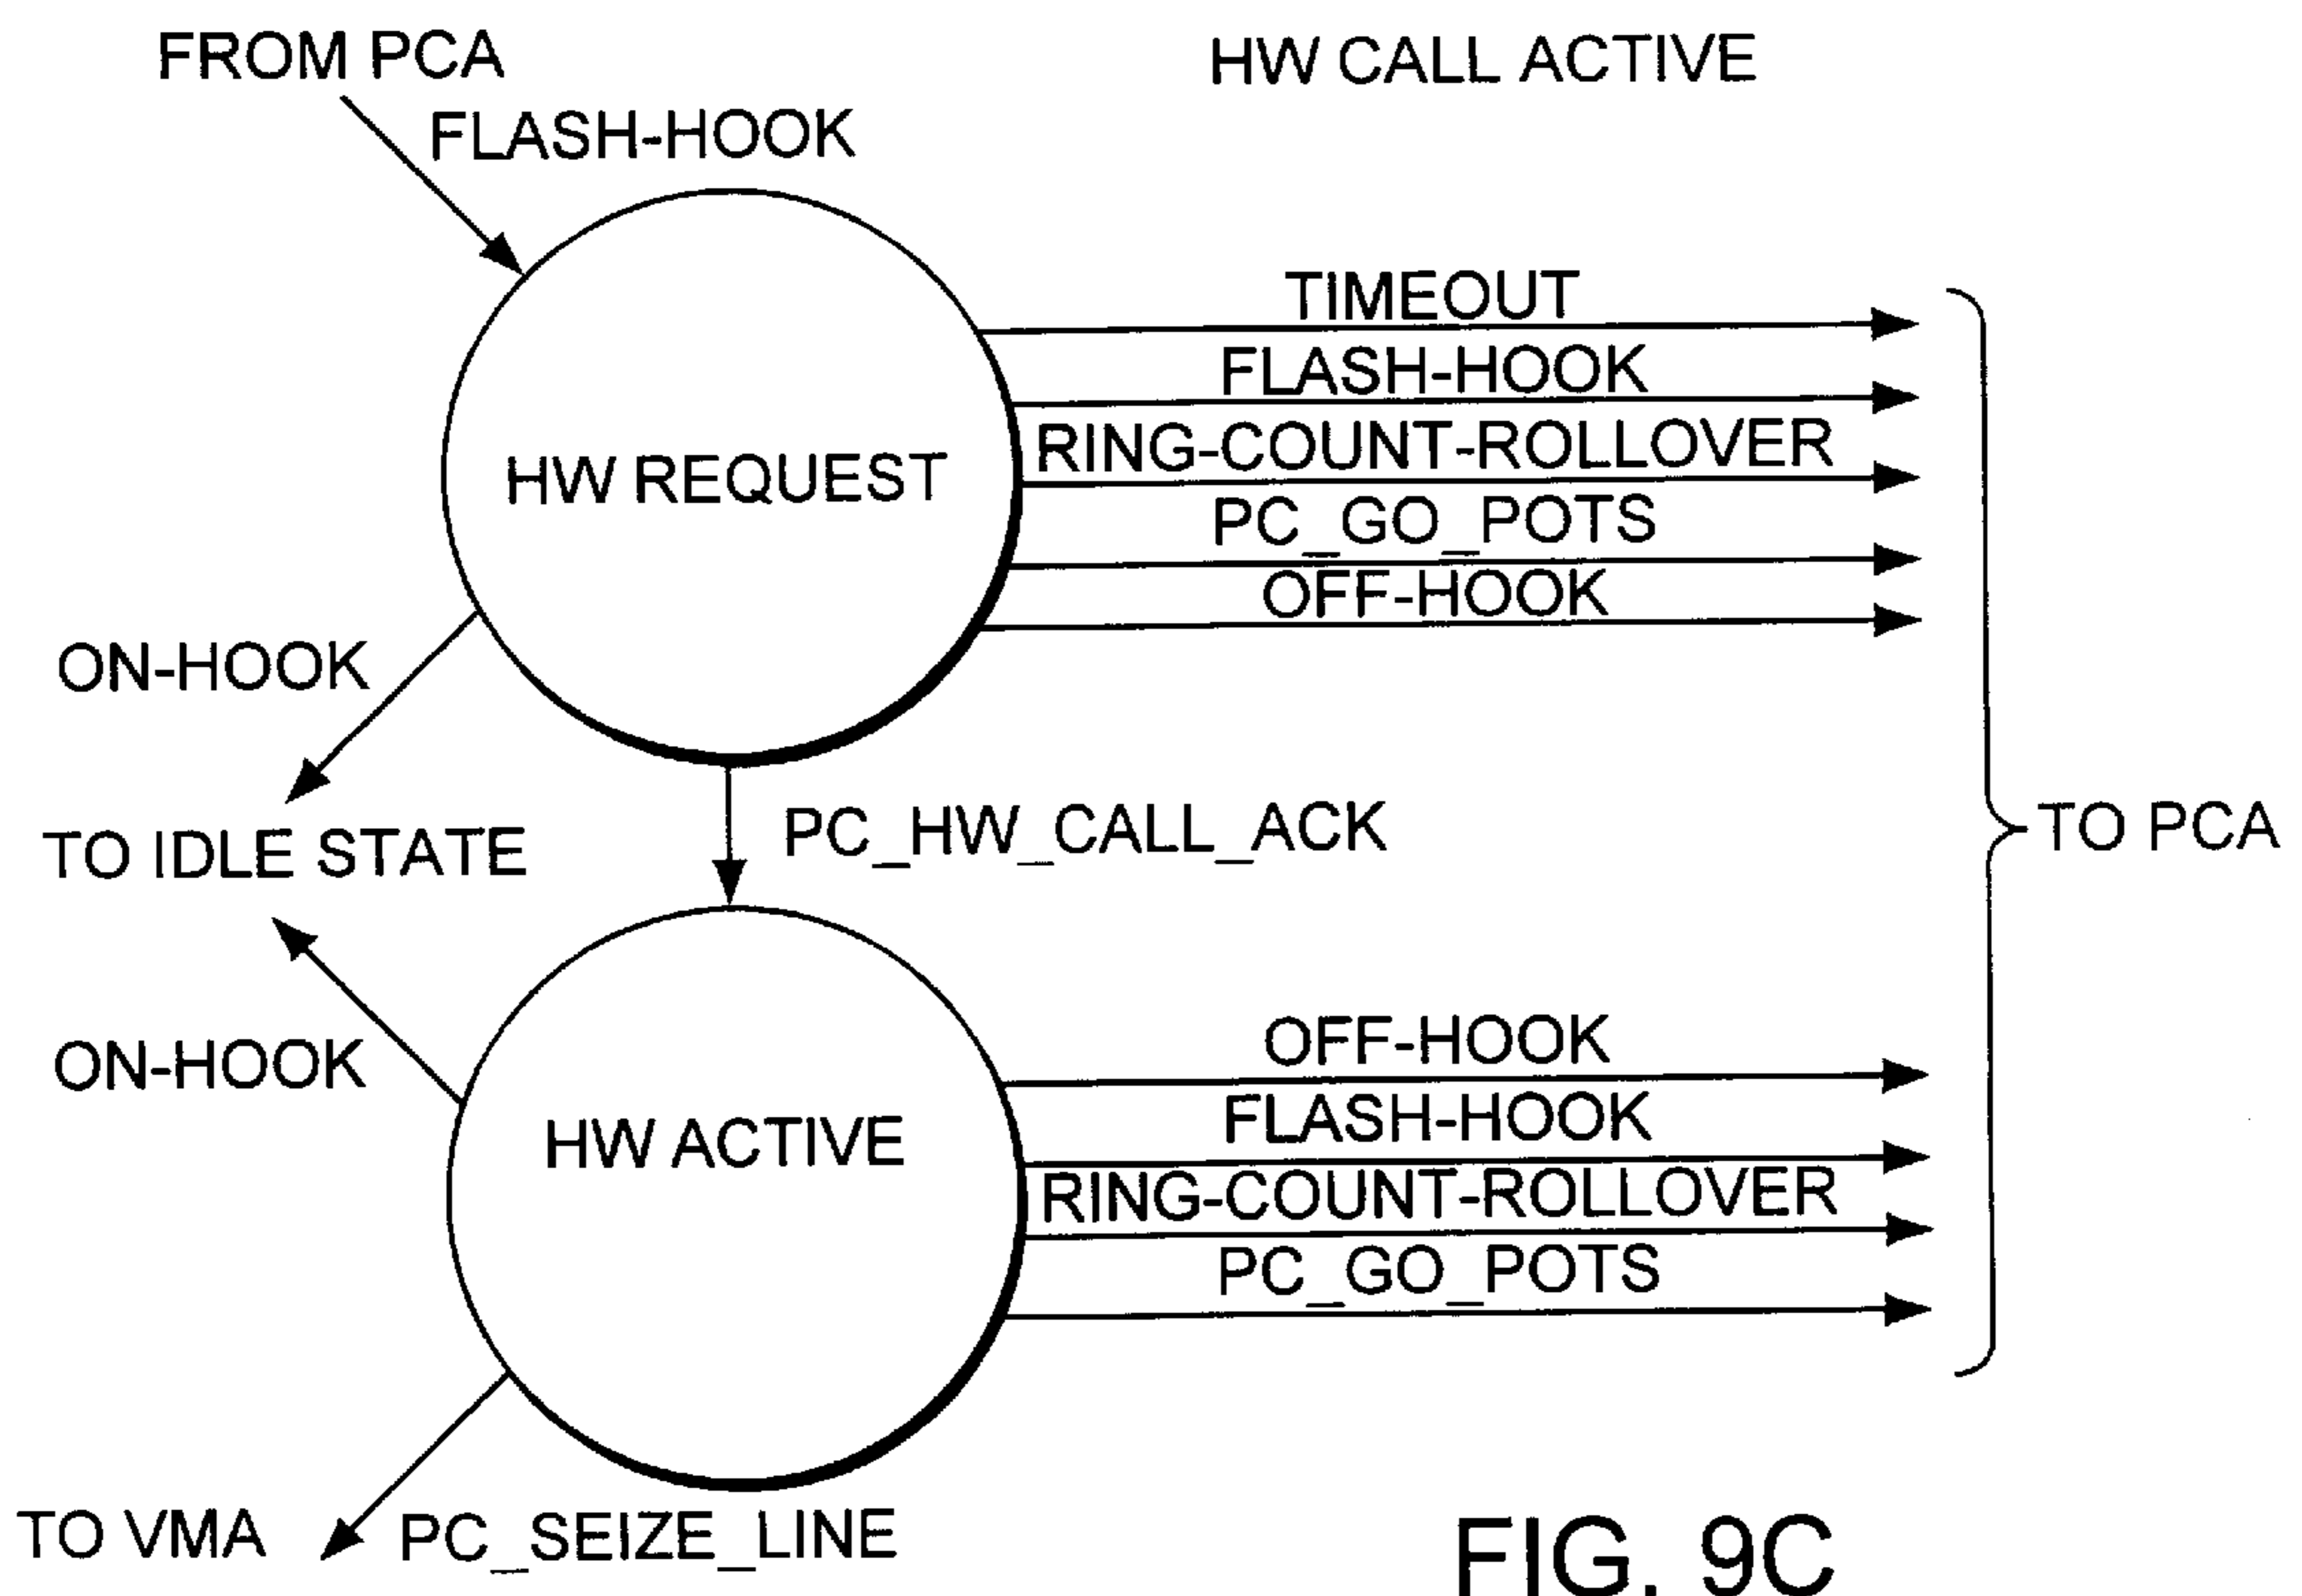 FROM PCA
HW CALL ACTIVE
FLASH-HOOK
TIMEOUT
FLASH-HOOK
RING-COUNT-ROLLOVER
HW REQUEST
PC_GO_POTS
OFF-HOOK
ON-HOOK
TO IDLE STATE
PC_HW_CALL_ACK
TO PCA
ON-HOOK
OFF-HOOK
FLASH-HOOK
HW ACTIVE
RING-COUNT-ROLLOVER
PC_GO_POTS
TO VMA
PC_SEIZE_LINE
FIG. 9C